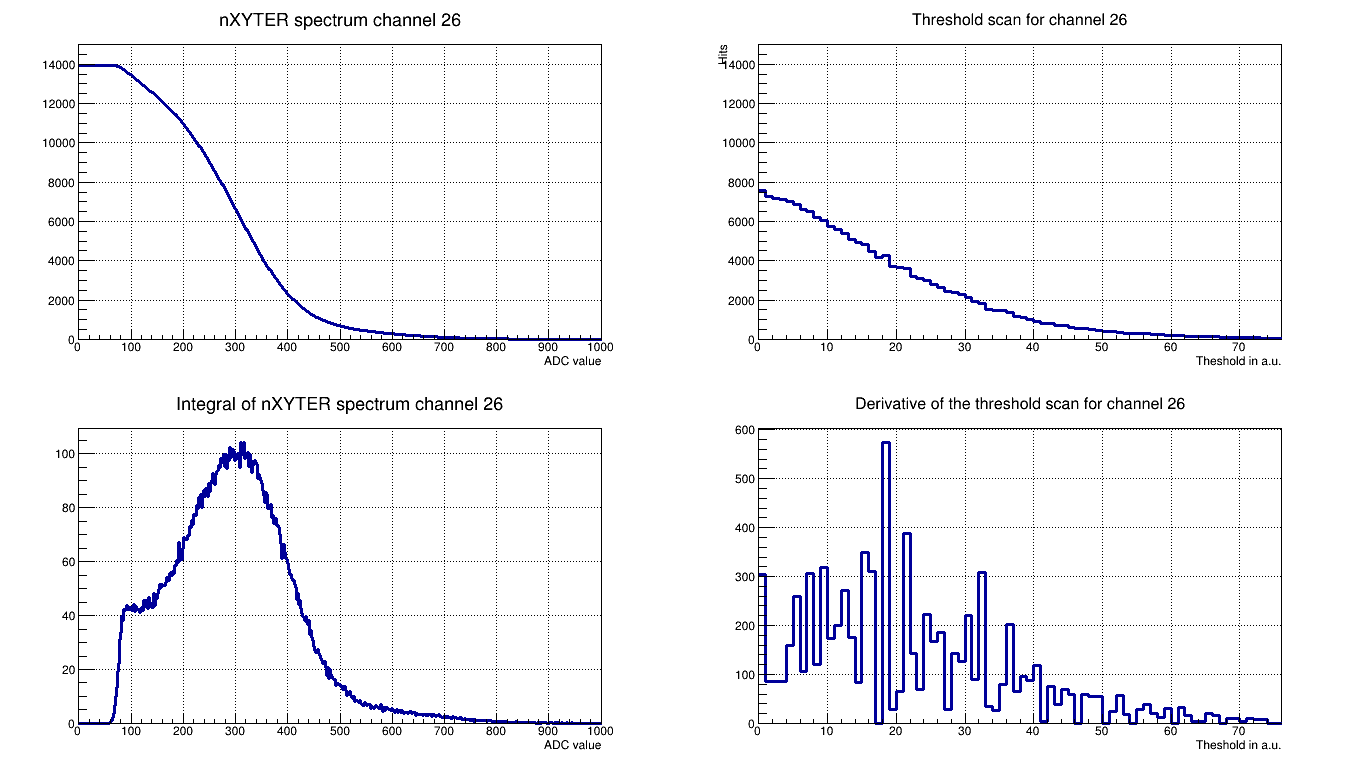 nXYTER spectrum channel 26
14000
12000
10000
8000
6000
4000
2000
0
0 100 200 300 400 500 600 700 800 900 1000
ADC value
Threshold scan for channel 26
Hits
14000
12000
10000
8000
6000
4000
2000
0
0 10 20 30 40 50 60 70
Theshold in a.u.
Integral of nXYTER spectrum channel 26
100
80
60
40
20
0
0 100 200 300 400 500 600 700 800 900 1000
ADC value
Derivative of the threshold scan for channel 26
600
500
400
300
200
100
0
0 10 20 30 40 50 60 70
Theshold in a.u.